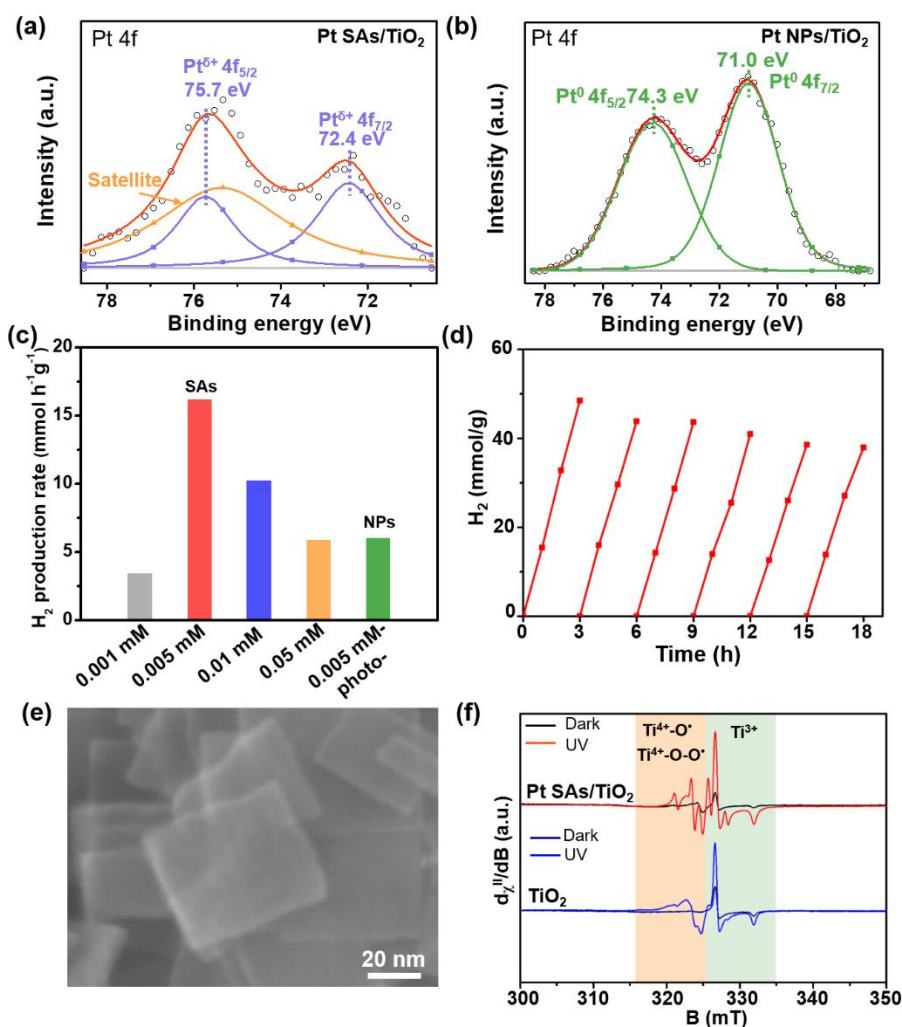 (a)
Pt 4f
Pt SAs/TiO₂
Pt^δ+ 4f₅/₂
75.7 eV
Pt^δ+ 4f₇/₂
72.4 eV
Satellite
Intensity (a.u.)
78 76 74 72
Binding energy (eV)
(b)
Pt 4f
Pt NPs/TiO₂
71.0 eV
Pt⁰ 4f₅/₂ 74.3 eV
Pt⁰ 4f₇/₂
Intensity (a.u.)
78 76 74 72 70 68
Binding energy (eV)
(c)
H₂ production rate (mmol h⁻¹g⁻¹)
20
15
10
5
0
SAs
NPs
0.001 mM
0.005 mM
0.01 mM
0.05 mM
0.005 mM-
photo-
(d)
H₂ (mmol/g)
60
40
20
0
0 3 6 9 12 15 18
Time (h)
(e)
20 nm
(f)
Dark
UV
Ti⁴⁺-O•
Ti⁴⁺-O-O•
Ti³⁺
Pt SAs/TiO₂
Dark
UV
TiO₂
dχ^II/dB (a.u.)
300 310 320 330 340 350
B (mT)